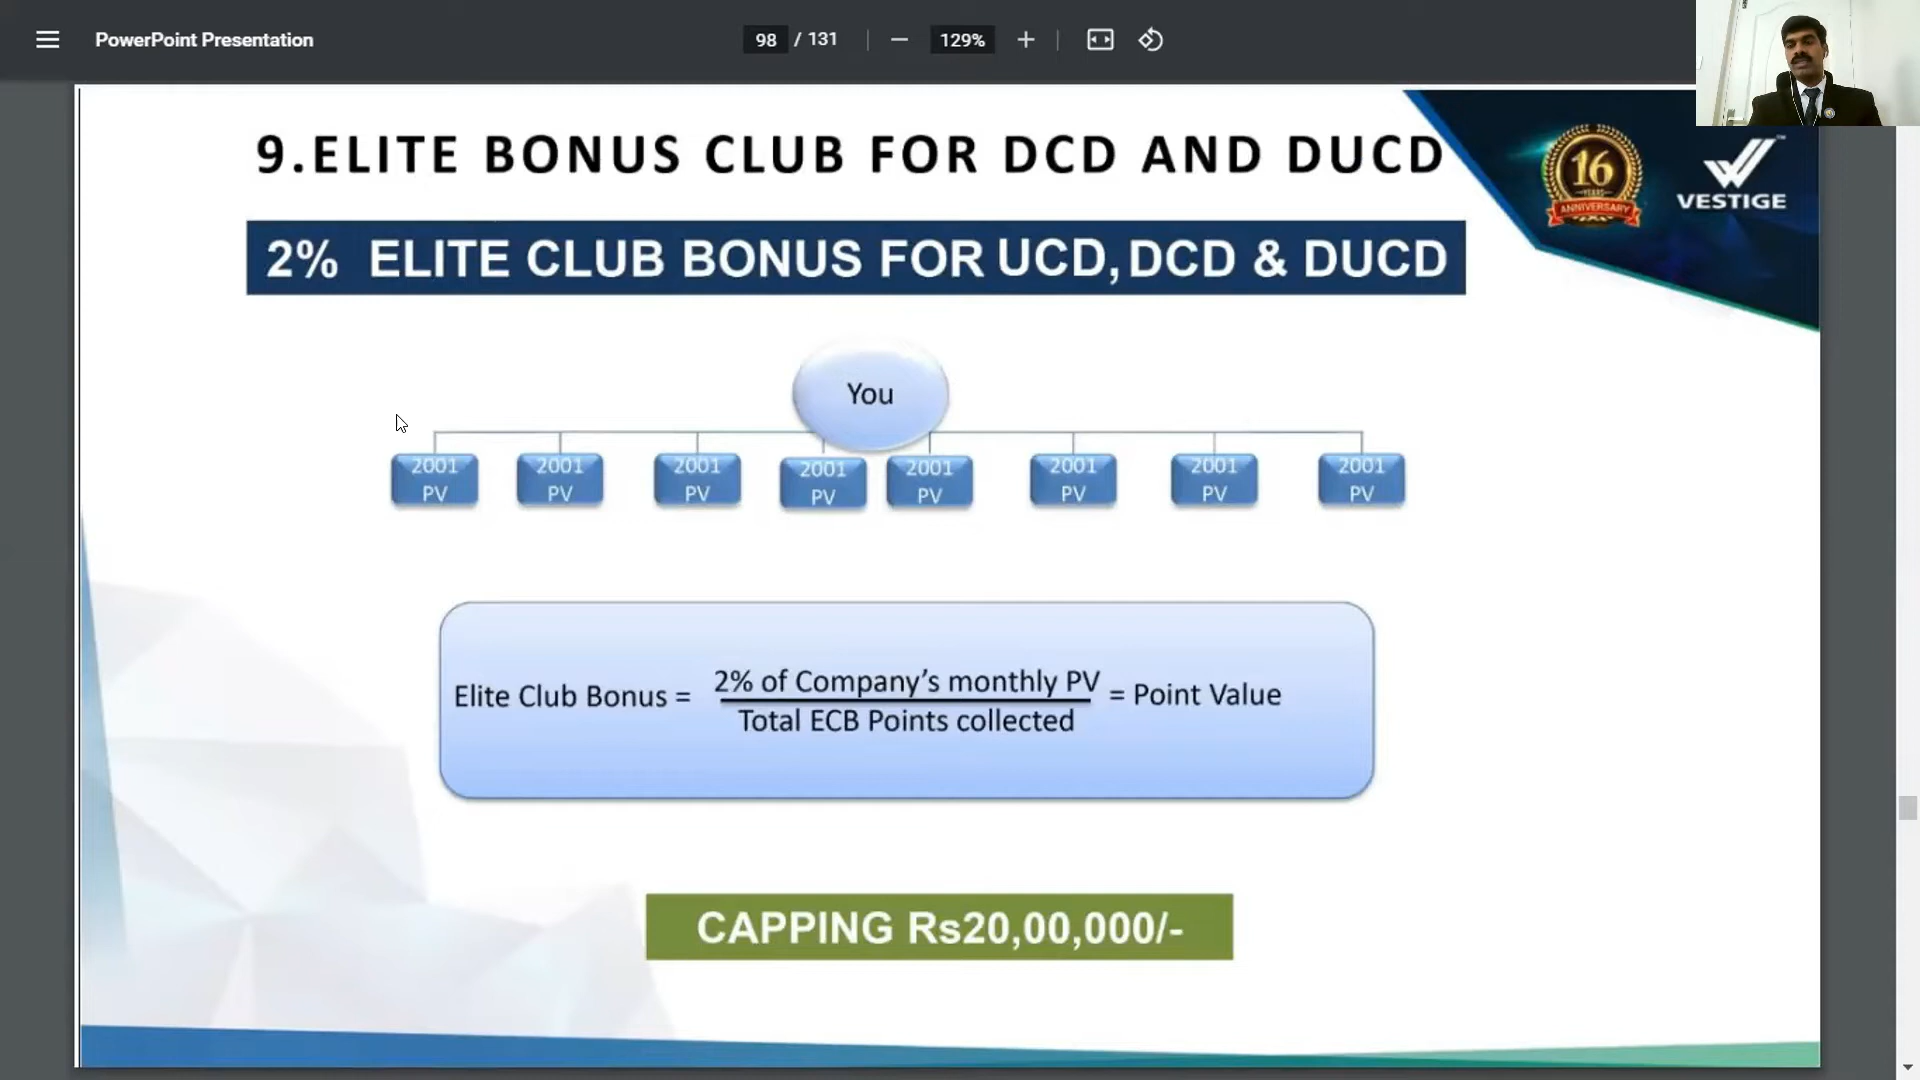 PowerPoint Presentation
98 / 131
129%
9.ELITE BONUS CLUB FOR DCD AND DUCD
16
YEARS
ANNIVERSARY
VESTIGE
2% ELITE CLUB BONUS FOR UCD, DCD & DUCD
You
2001 PV
2001 PV
2001 PV
2001 PV
2001 PV
2001 PV
2001 PV
2001 PV
Elite Club Bonus = 2% of Company's monthly PV = Point Value
Total ECB Points collected
CAPPING Rs20,00,000/-